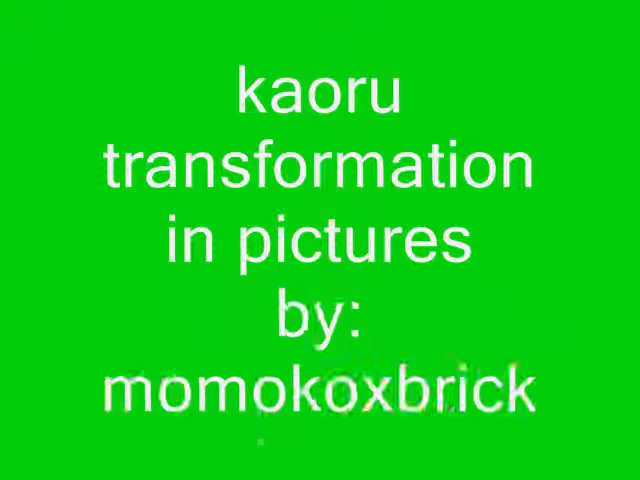 kaoru
transformation
in pictures
by:
momokoxbrick